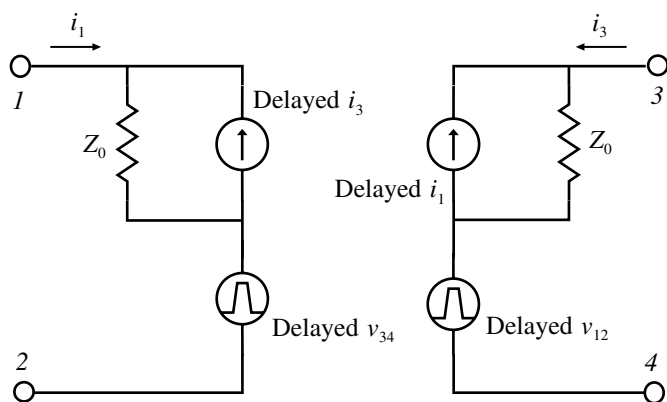 i₁
i₃
1
3
Delayed i₃
Z₀
Z₀
Delayed i₁
Delayed v₃₄
Delayed v₁₂
2
4